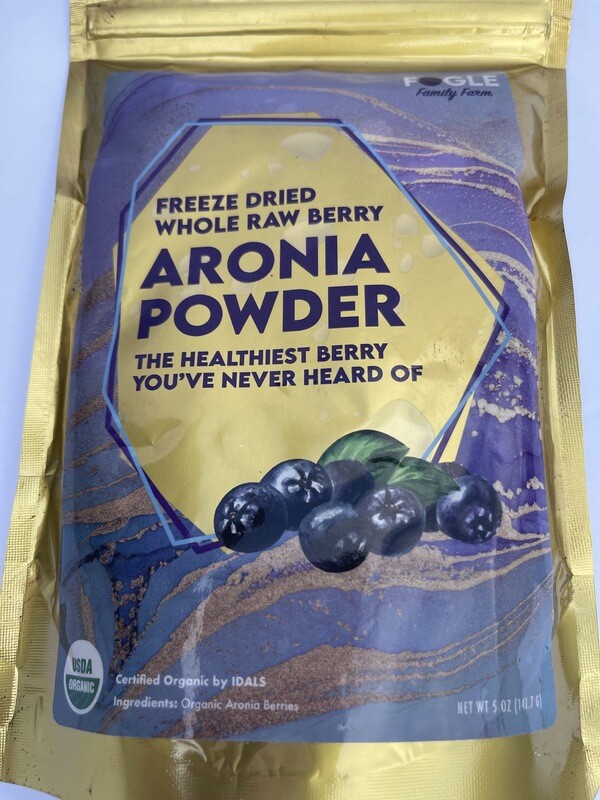 FOGLE
Family Farm
FREEZE DRIED
WHOLE RAW BERRY
ARONIA
POWDER
THE HEALTHIEST BERRY
YOU'VE NEVER HEARD OF
USDA
ORGANIC
Certified Organic by IDALS
Ingredients: Organic Aronia Berries
NET WT 5 OZ (141.7 G)